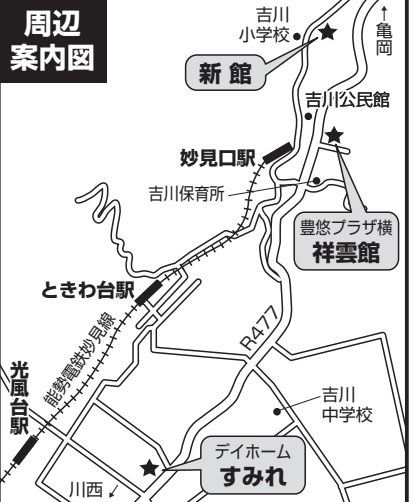 周辺
案内図
吉川
小学校
↑
亀岡
新館
吉川公民館
妙見口駅
吉川保育所
豊悠プラザ横
祥雲館
ときわ台駅
能勢電鉄妙見線
R477
光風台駅
吉川
中学校
デイホーム
すみれ
川西↙